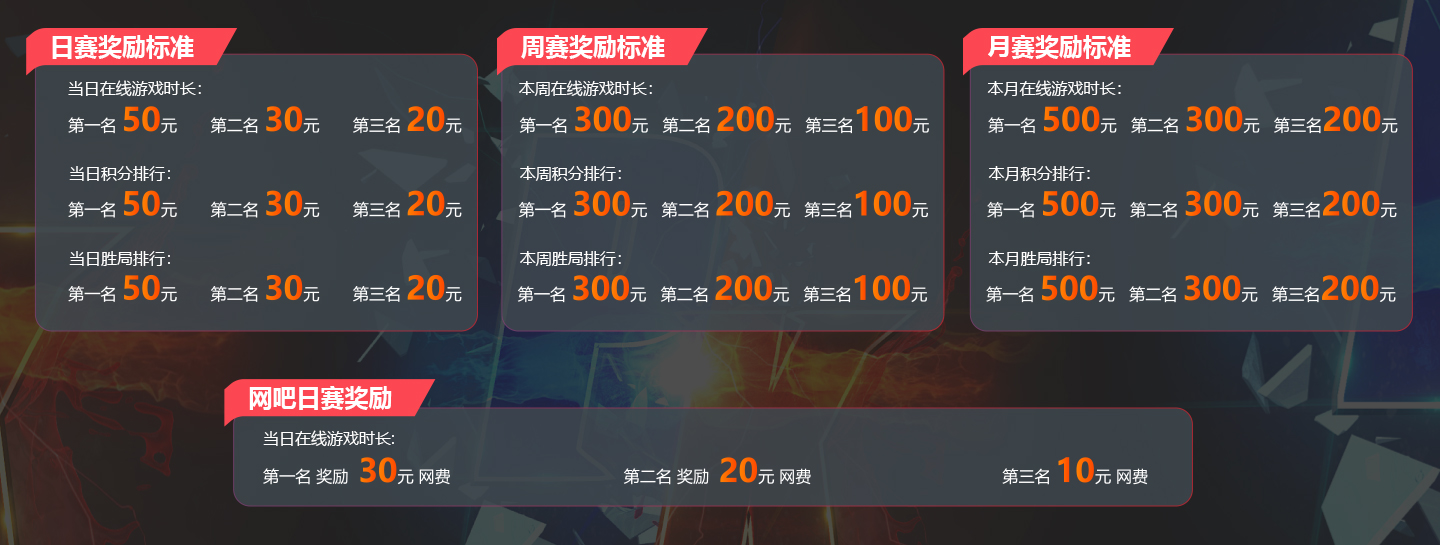 日赛奖励标准
当日在线游戏时长:
第一名 50元 第二名 30元 第三名 20元
当日积分排行:
第一名 50元 第二名 30元 第三名 20元
当日胜局排行:
第一名 50元 第二名 30元 第三名 20元
周赛奖励标准
本周在线游戏时长:
第一名 300元 第二名 200元 第三名100元
本周积分排行:
第一名 300元 第二名 200元 第三名100元
本周胜局排行:
第一名 300元 第二名 200元 第三名100元
月赛奖励标准
本月在线游戏时长:
第一名 500元 第二名 300元 第三名200元
本月积分排行:
第一名 500元 第二名 300元 第三名200元
本月胜局排行:
第一名 500元 第二名 300元 第三名200元
网吧日赛奖励
当日在线游戏时长:
第一名 奖励 30元 网费 第二名 奖励 20元 网费 第三名 10元 网费